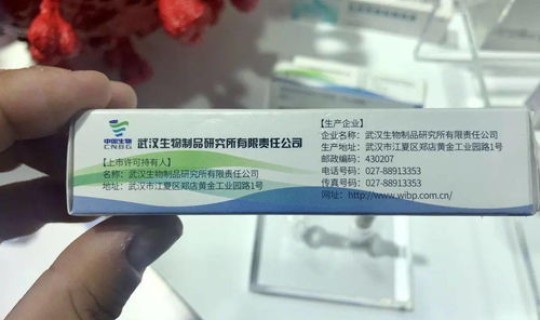 中国生物
CNBG
武汉生物制品研究所有限责任公司
【上市许可持有人】
名称：武汉生物制品研究所有限责任公司
地址：武汉市江夏区郑店黄金工业园路1号
【生产企业】
企业名称：武汉生物制品研究所有限责任公司
生产地址：武汉市江夏区郑店黄金工业园路1号
邮政编码：430207
电话号码：027-88913353
传真号码：027-88913353
网址：http://www.wibp.com.cn/